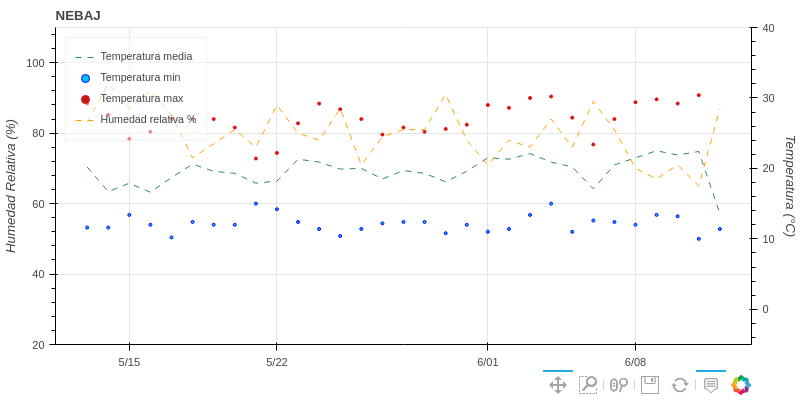 NEBAJ
Temperatura media
Temperatura min
Temperatura max
Humedad relativa %
Humedad Relativa (%)
100
80
60
40
20
Temperatura (°C)
40
30
20
10
0
5/15
5/22
6/01
6/08